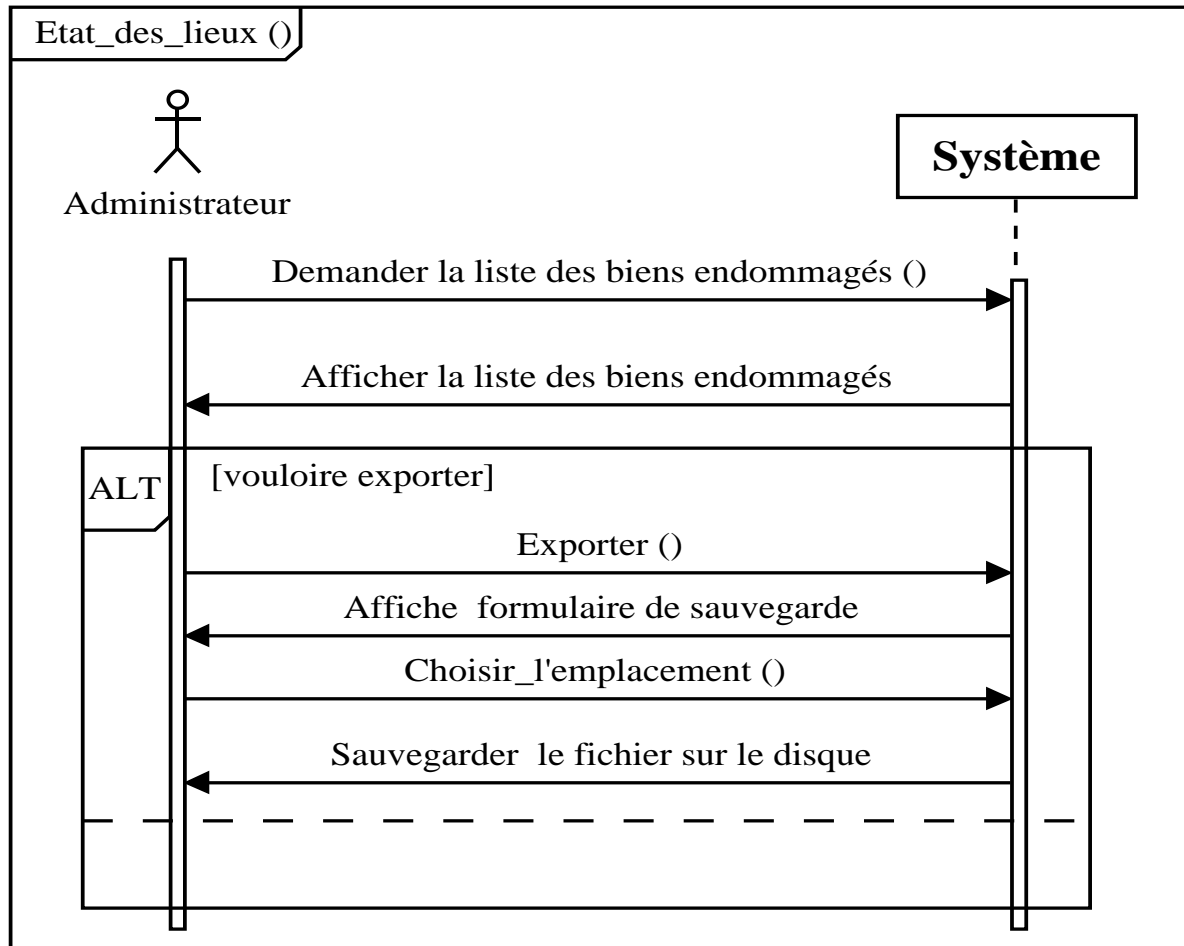 Etat_des_lieux ()
Système
Administrateur
Demander la liste des biens endommagés ()
Afficher la liste des biens endommagés
ALT
[vouloire exporter]
Exporter ()
Affiche  formulaire de sauvegarde
Choisir_l'emplacement ()
Sauvegarder  le fichier sur le disque